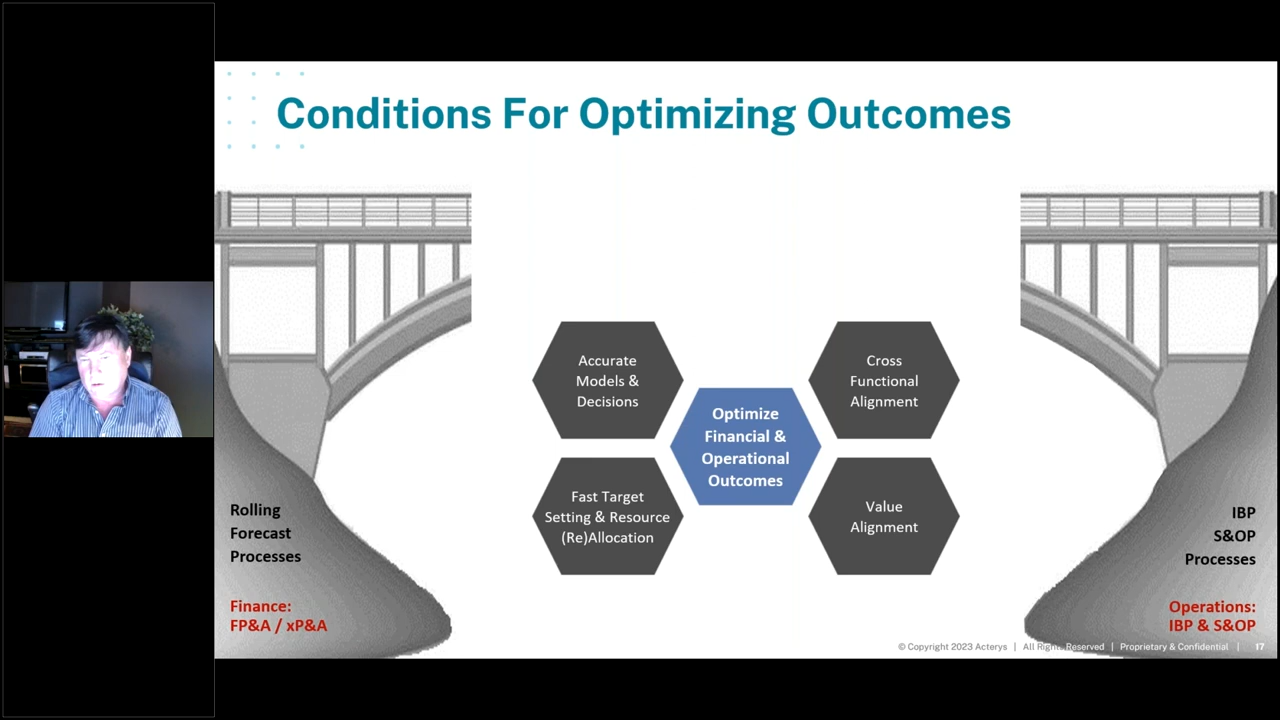 Conditions For Optimizing Outcomes
Accurate
Models &
Decisions
Cross
Functional
Alignment
Optimize
Financial &
Operational
Outcomes
Fast Target
Setting & Resource
(Re)Allocation
Value
Alignment
Rolling
Forecast
Processes
Finance:
FP&A / xP&A
IBP
S&OP
Processes
Operations:
IBP & S&OP
© Copyright 2023 Acterys | All Rights Reserved | Proprietary & Confidential | 17